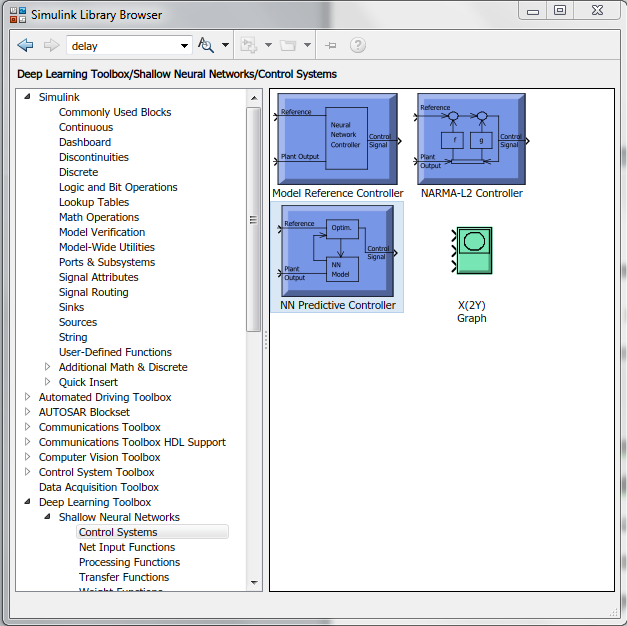 Simulink Library Browser
delay
Deep Learning Toolbox/Shallow Neural Networks/Control Systems
Simulink
Commonly Used Blocks
Continuous
Dashboard
Discontinuities
Discrete
Logic and Bit Operations
Lookup Tables
Math Operations
Model Verification
Model-Wide Utilities
Ports & Subsystems
Signal Attributes
Signal Routing
Sinks
Sources
String
User-Defined Functions
Additional Math & Discrete
Quick Insert
Automated Driving Toolbox
AUTOSAR Blockset
Communications Toolbox
Communications Toolbox HDL Support
Computer Vision Toolbox
Control System Toolbox
Data Acquisition Toolbox
Deep Learning Toolbox
Shallow Neural Networks
Control Systems
Net Input Functions
Processing Functions
Transfer Functions
Weight Functions
Reference
Neural
Network
Controller
Plant Output
Control
Signal
Model Reference Controller
Reference
f
g
Plant
Output
Control
Signal
NARMA-L2 Controller
Reference
Optim.
NN
Model
Plant
Output
Control
Signal
NN Predictive Controller
X(2Y)
Graph